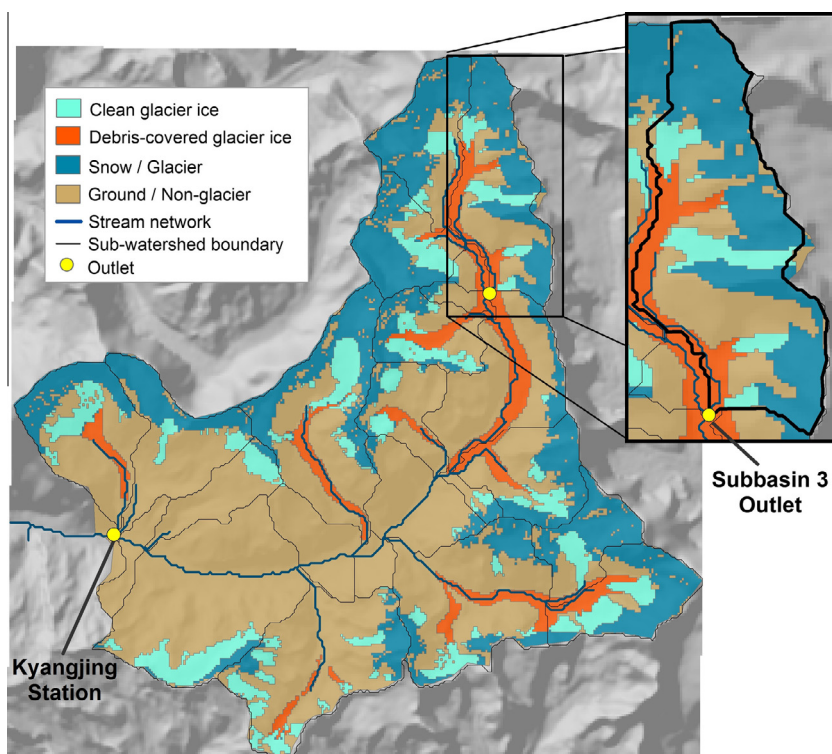 Clean glacier ice
Debris-covered glacier ice
Snow / Glacier
Ground / Non-glacier
Stream network
Sub-watershed boundary
Outlet
Subbasin 3
Outlet
Kyangjing
Station